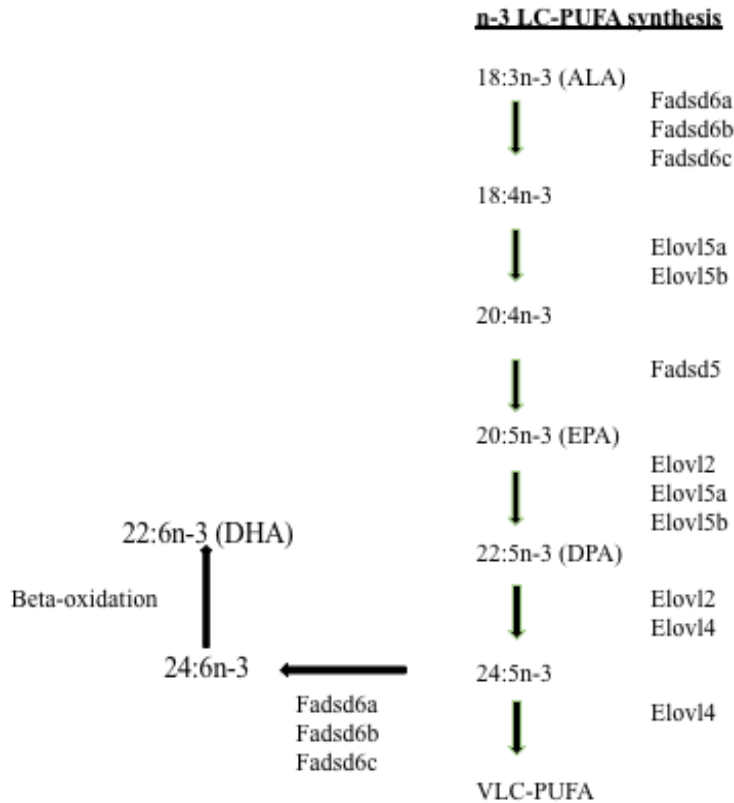 n-3 LC-PUFA synthesis
18:3n-3 (ALA)
Fadsd6a
Fadsd6b
Fadsd6c
18:4n-3
Elovl5a
Elovl5b
20:4n-3
Fadsd5
20:5n-3 (EPA)
Elovl2
Elovl5a
Elovl5b
22:5n-3 (DPA)
Elovl2
Elovl4
24:5n-3
Elovl4
VLC-PUFA
Fadsd6a
Fadsd6b
Fadsd6c
24:6n-3
Beta-oxidation
22:6n-3 (DHA)